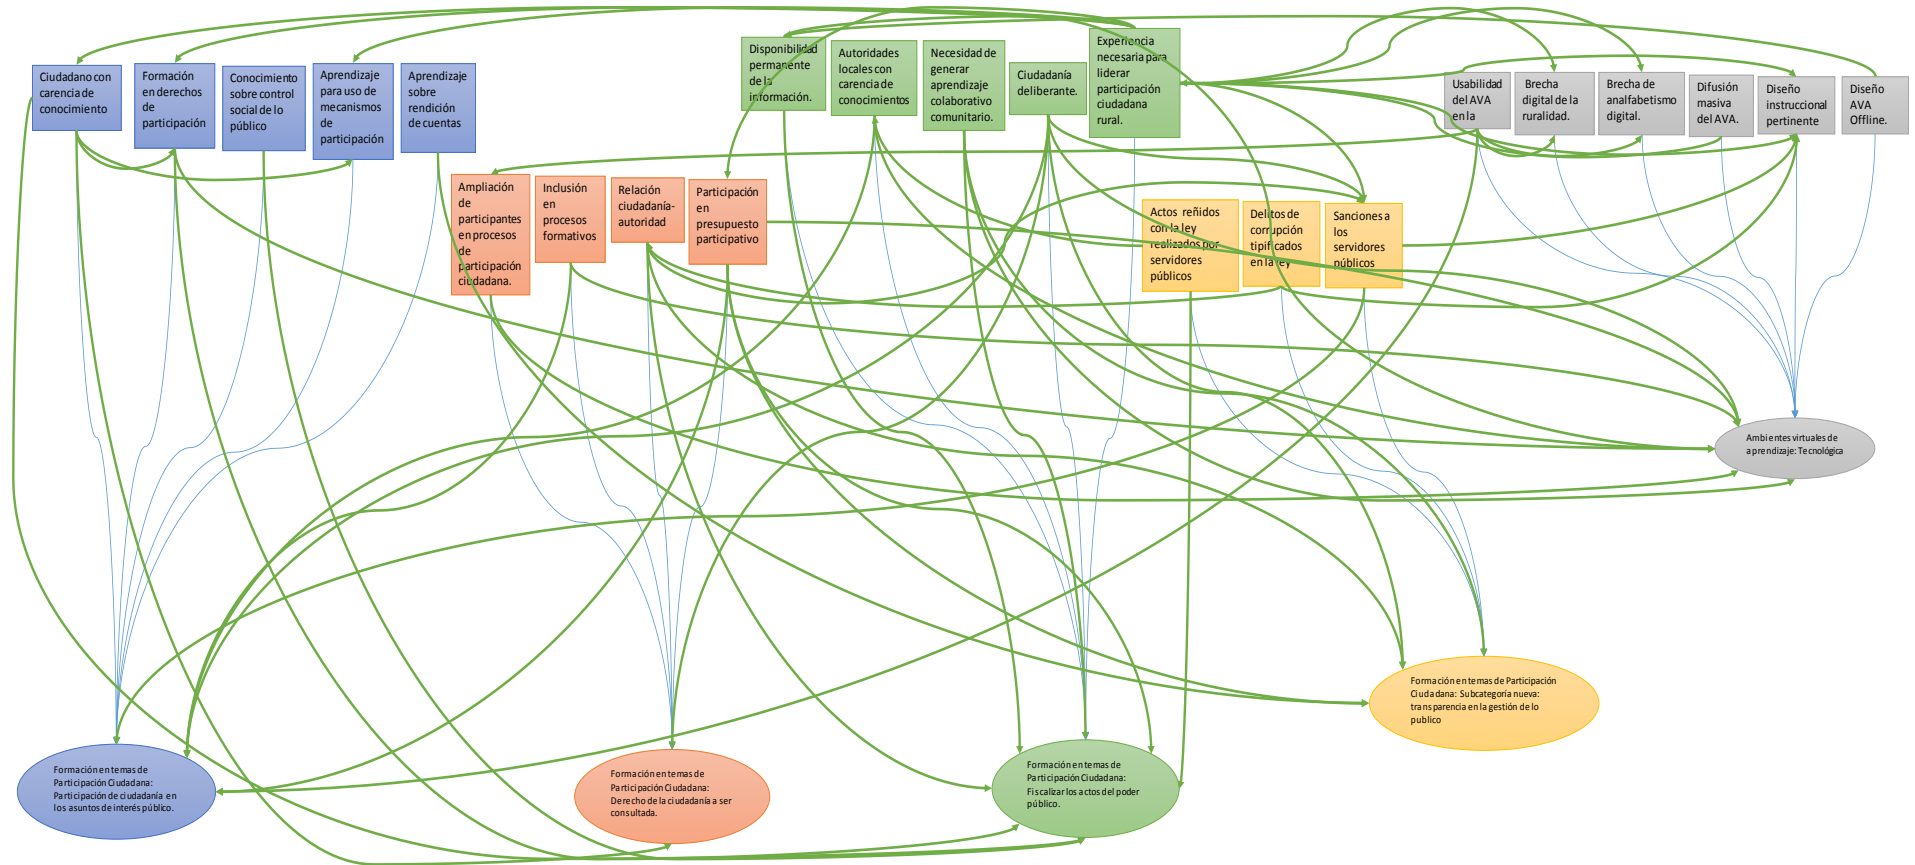 Ciudadano con
carencia de
conocimiento
Formación
en derechos
de
participación
Conocimiento
sobre control
social de lo
público
Aprendizaje
para uso de
mecanismos
de
participación
Aprendizaje
sobre
rendición
de cuentas
Disponibilidad
permanente
de la
información.
Autoridades
locales con
carencia de
conocimientos
Necesidad de
generar
aprendizaje
colaborativo
comunitario.
Ciudadanía
deliberante.
Experiencia
necesaria para
liderar
participación
ciudadana
rural.
Usabilidad
del AVA
en la
Brecha
digital de la
ruralidad.
Brecha de
analfabetismo
digital.
Difusión
masiva
del AVA.
Diseño
instruccional
pertinente
Diseño
AVA
Offline.
Ampliación
de
participantes
en procesos
de
participación
ciudadana.
Inclusión
en
procesos
formativos
Relación
ciudadanía-
autoridad
Participación
en
presupuesto
participativo
Actos reñidos
con la ley
realizados por
servidores
públicos
Delitos de
corrupción
tipificados
en la ley
Sanciones a
los
servidores
públicos
Ambientes virtuales de
aprendizaje: Tecnológica
Formación en temas de Participación
Ciudadana: Subcategoría nueva:
transparencia en la gestión de lo
publico
Formación en temas de
Participación Ciudadana:
Participación de ciudadanía en
los asuntos de interés público.
Formación en temas de
Participación Ciudadana:
Derecho de la ciudadanía a ser
consultada.
Formación en temas de
Participación Ciudadana:
Fiscalizar los actos del poder
público.